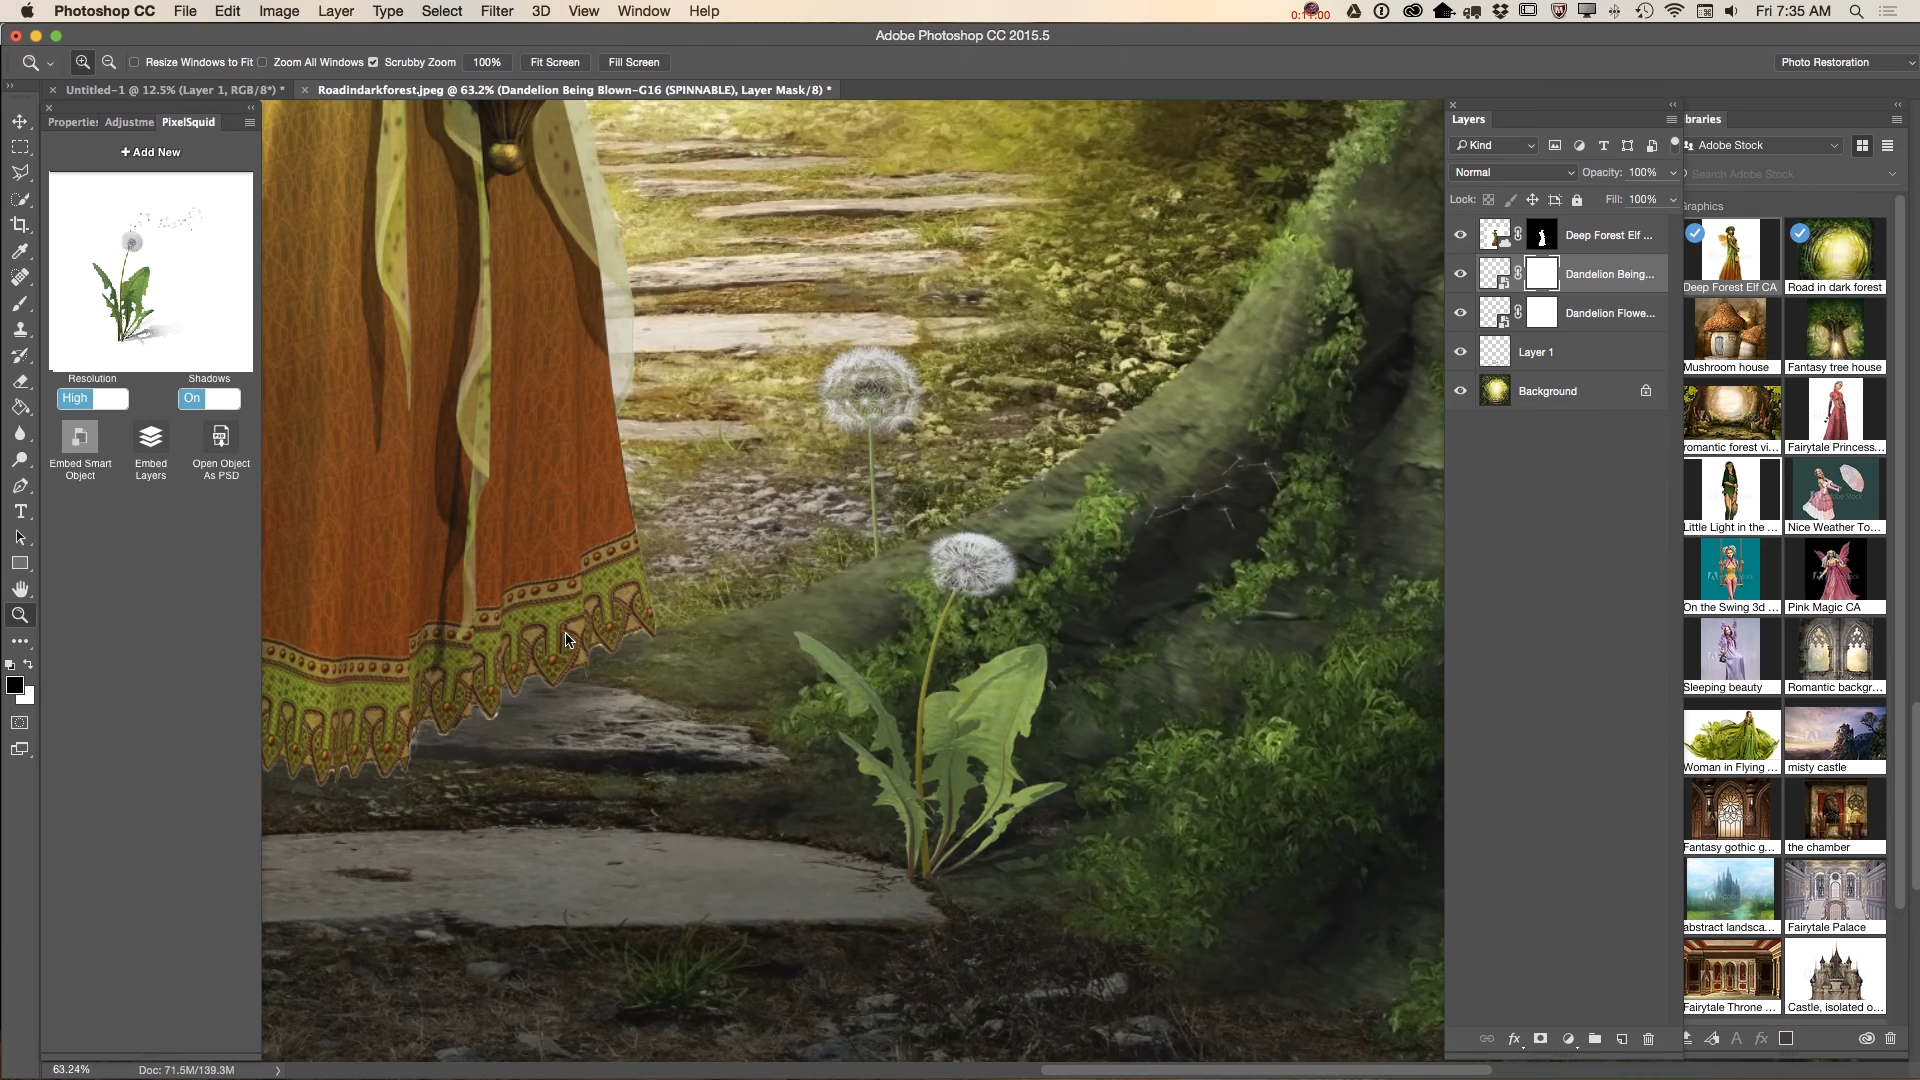 Photoshop CC File Edit Image Layer Type Select Filter 3D View Window Help
0:11:00
Fri 7:35 AM
Adobe Photoshop CC 2015.5
Resize Windows to Fit Zoom All Windows Scrubby Zoom 100% Fit Screen Fill Screen
Photo Restoration
Untitled-1 @ 12.5% (Layer 1, RGB/8*) *
Roadindarkforest.jpeg @ 63.2% (Dandelion Being Blown-G16 (SPINNABLE), Layer Mask/8) *
Properties Adjustme PixelSquid
+ Add New
Resolution Shadows
High On
Embed Smart Object
Embed Layers
Open Object As PSD
Layers
Kind
Normal Opacity: 100%
Lock: Fill: 100%
Deep Forest Elf ...
Dandelion Being...
Dandelion Flowe...
Layer 1
Background
ibraries
Adobe Stock
Search Adobe Stock
Graphics
Deep Forest Elf CA
Road in dark forest
Mushroom house
Fantasy tree house
romantic forest vi...
Fairytale Princess...
Little Light in the ...
Nice Weather To...
On the Swing 3d ...
Pink Magic CA
Sleeping beauty
Romantic backgr...
Woman in Flying ...
misty castle
Fantasy gothic g...
the chamber
abstract landsca...
Fairytale Palace
Fairytale Throne ...
Castle, isolated o...
63.24% Doc: 71.5M/139.3M